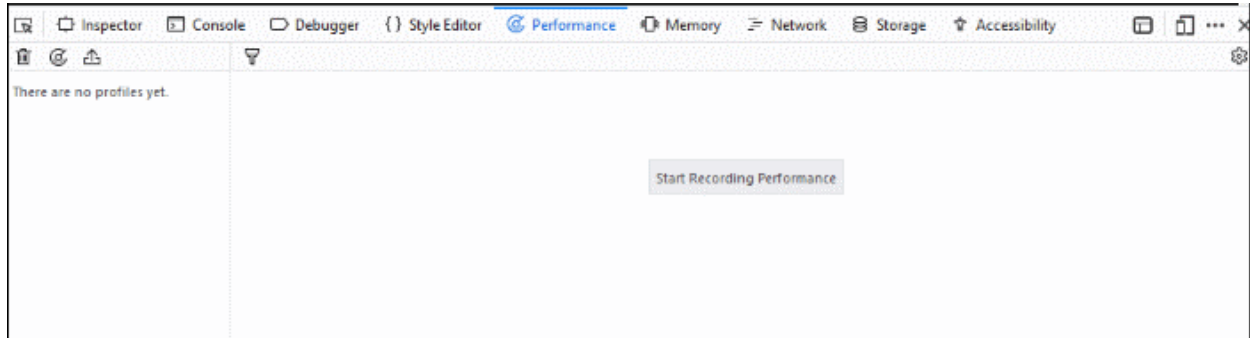 Inspector Console Debugger {} Style Editor Performance Memory Network Storage Accessibility
There are no profiles yet.
Start Recording Performance